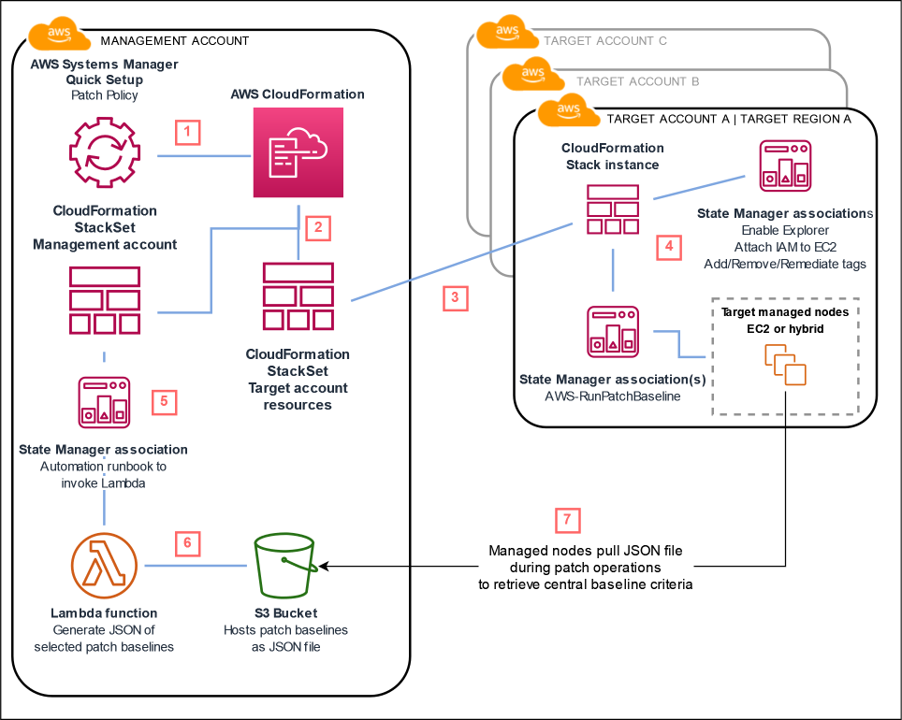 aws
MANAGEMENT ACCOUNT
AWS Systems Manager
Quick Setup
Patch Policy
1
AWS CloudFormation
CloudFormation
StackSet
Management account
2
CloudFormation
StackSet
Target account
resources
5
State Manager association
Automation runbook to
invoke Lambda
6
Lambda function
Generate JSON of
selected patch baselines
S3 Bucket
Hosts patch baselines
as JSON file
3
aws
TARGET ACCOUNT C
aws
TARGET ACCOUNT B
aws
TARGET ACCOUNT A | TARGET REGION A
CloudFormation
Stack instance
4
State Manager associations
Enable Explorer
Attach IAM to EC2
Add/Remove/Remediate tags
State Manager association(s)
AWS-RunPatchBaseline
Target managed nodes
EC2 or hybrid
7
Managed nodes pull JSON file
during patch operations
to retrieve central baseline criteria